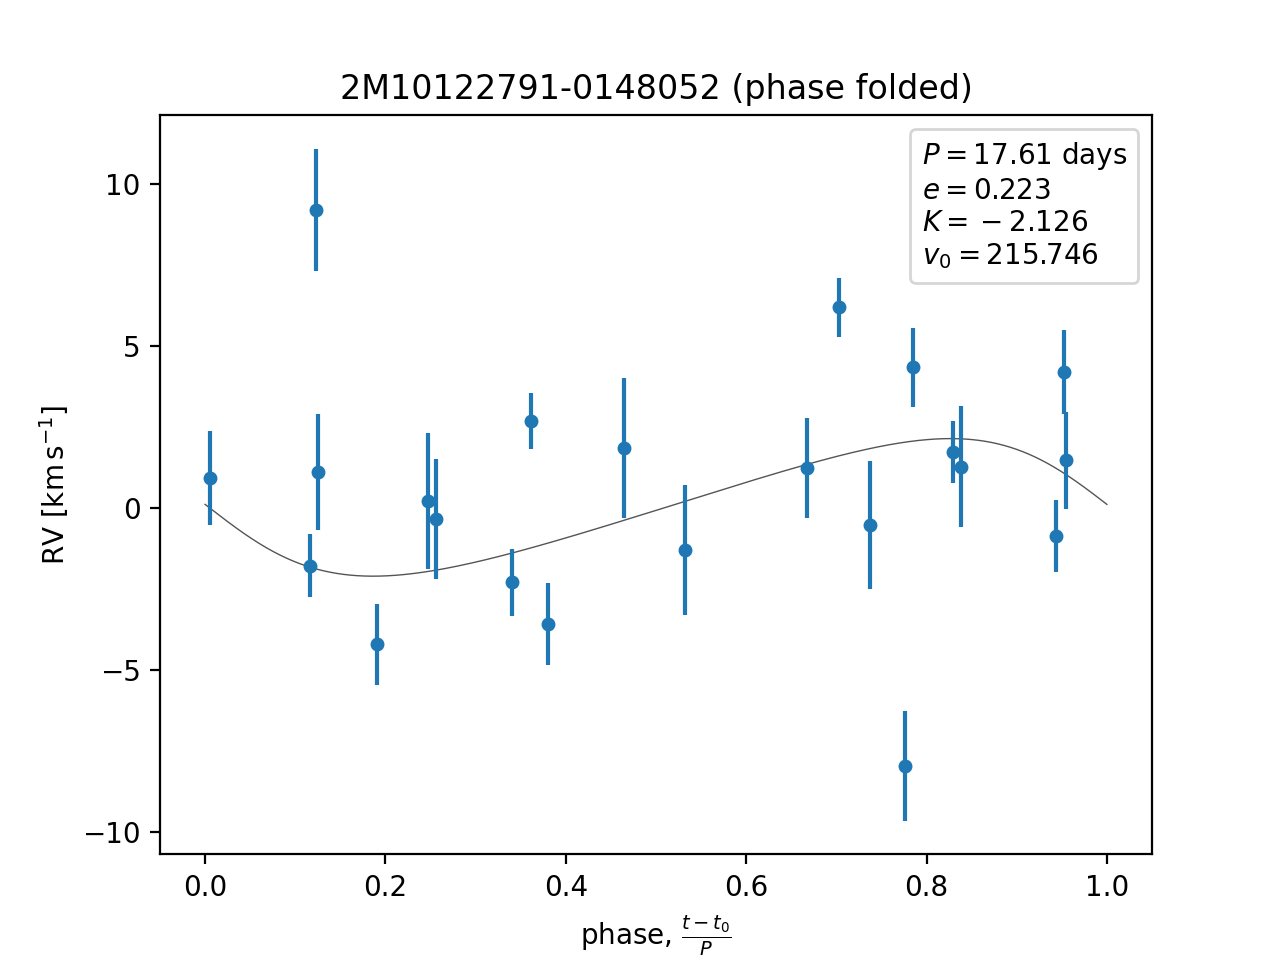 2M10122791-0148052 (phase folded)
P = 17.61 days
e = 0.223
K = −2.126
v₀ = 215.746
10
5
0
−5
−10
RV [km s⁻¹]
0.0 0.2 0.4 0.6 0.8 1.0
phase, (t − t₀)/P